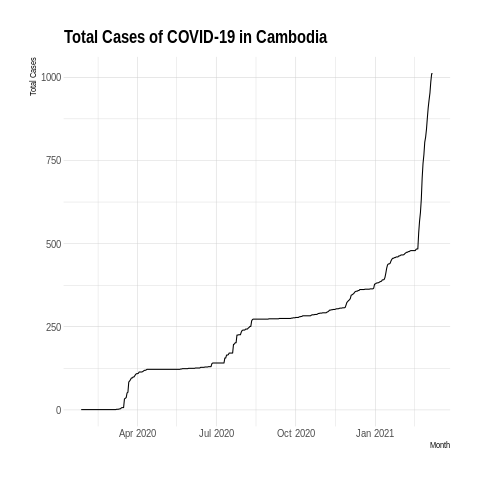 Total Cases of COVID-19 in Cambodia
Total Cases
1000
750
500
250
0
Apr 2020 Jul 2020 Oct 2020 Jan 2021
Month